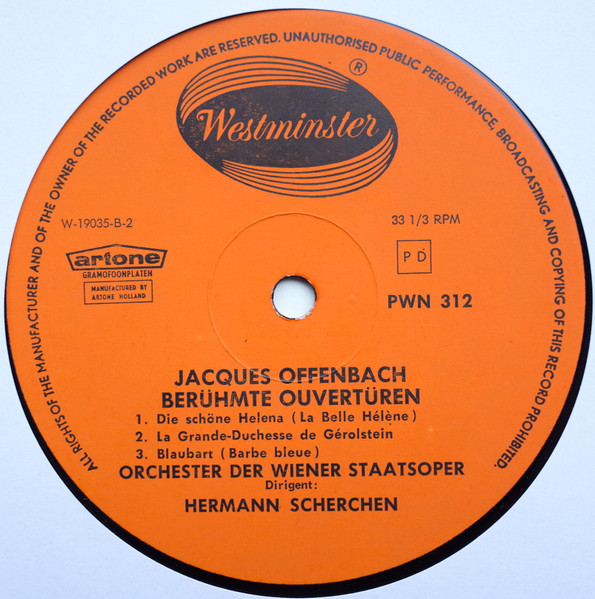 ALL RIGHTS OF THE MANUFACTURER AND OF THE OWNER OF THE RECORDED WORK ARE RESERVED. UNAUTHORISED PUBLIC PERFORMANCE, BROADCASTING AND COPYING OF THIS RECORD PROHIBITED.
®
Westminster
W-19035-B-2
33 1/3 RPM
artone
GRAMOFOONPLATEN
MANUFACTURED BY
ARTONE HOLLAND
P D
PWN 312
JACQUES OFFENBACH
BERÜHMTE OUVERTÜREN
1. Die schöne Helena (La Belle Hélène)
2. La Grande-Duchesse de Gérolstein
3. Blaubart (Barbe bleue)
ORCHESTER DER WIENER STAATSOPER
Dirigent:
HERMANN SCHERCHEN